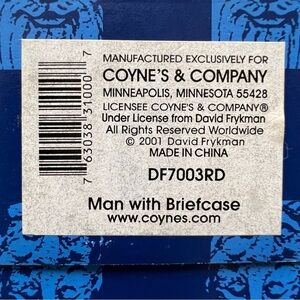 MANUFACTURED EXCLUSIVELY FOR
COYNE'S & COMPANY
MINNEAPOLIS, MINNESOTA 55428
LICENSEE COYNE'S & COMPANY®
Under License from David Frykman
All Rights Reserved Worldwide
© 2001 David Frykman
MADE IN CHINA
DF7003RD
7 63038 31000 7
Man with Briefcase
www.coynes.com